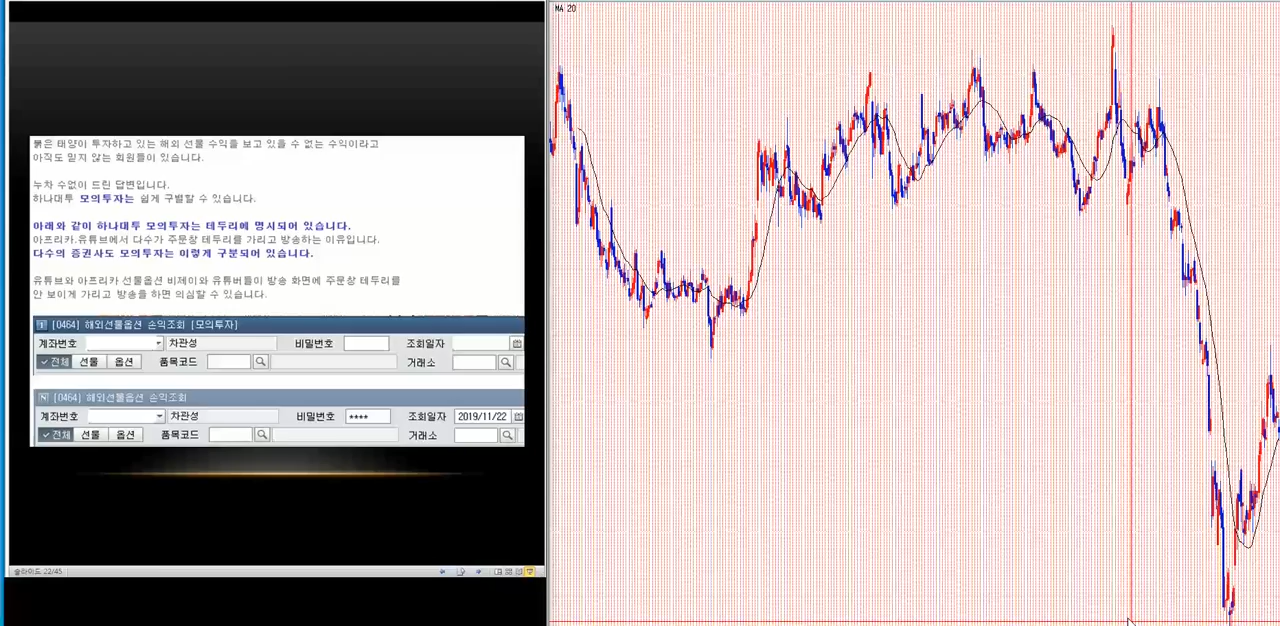 붉은 태양이 투자하고 있는 해외 선물 수익을 보고 있을 수 없는 수익이라고
아직도 믿지 않는 회원들이 있습니다.
누차 수없이 드린 답변입니다.
하나대투 모의투자는 쉽게 구별할 수 있습니다.
아래와 같이 하나대투 모의투자는 테두리에 명시되어 있습니다.
아프리카.유튜브에서 다수가 주문창 테두리를 가리고 방송하는 이유입니다.
다수의 증권사도 모의투자는 이렇게 구분되어 있습니다.
유튜브와 아프리카 선물옵션 비제이와 유튜버들이 방송 화면에 주문창 테두리를
안 보이게 가리고 방송을 하면 의심할 수 있습니다.
[0464] 해외선물옵션 손익조회 [모의투자]
계좌번호 차관성 비밀번호 조회일자
전체 선물 옵션 품목코드 거래소
[0464] 해외선물옵션 손익조회
계좌번호 차관성 비밀번호 **** 조회일자 2019/11/22
전체 선물 옵션 품목코드 거래소
슬라이드 22/45
MA 20